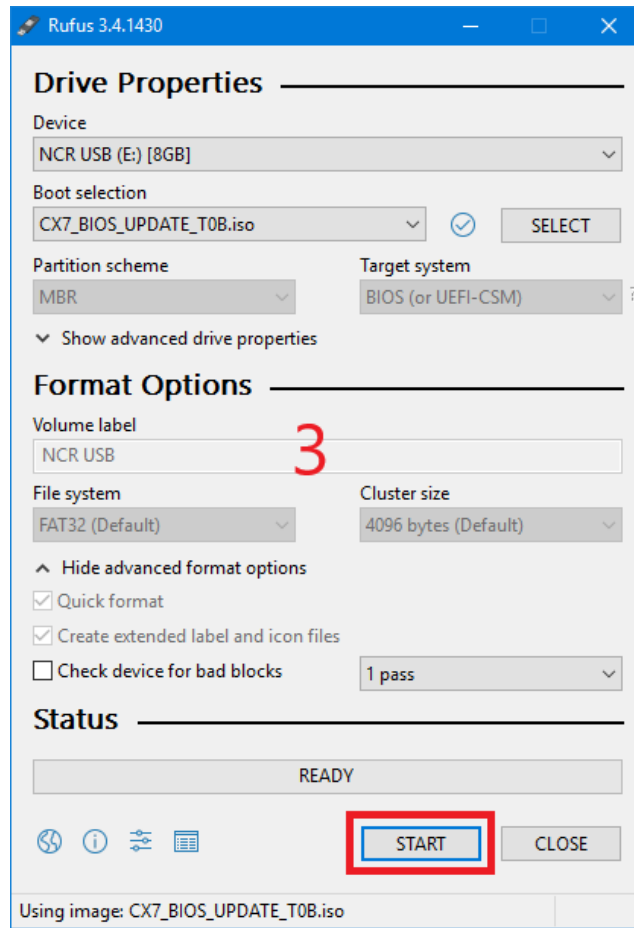 Rufus 3.4.1430
Drive Properties
Device
NCR USB (E:) [8GB]
Boot selection
CX7_BIOS_UPDATE_T0B.iso
SELECT
Partition scheme
Target system
MBR
BIOS (or UEFI-CSM)
?
Show advanced drive properties
Format Options
Volume label
NCR USB
3
File system
Cluster size
FAT32 (Default)
4096 bytes (Default)
Hide advanced format options
Quick format
Create extended label and icon files
Check device for bad blocks
1 pass
Status
READY
START
CLOSE
Using image: CX7_BIOS_UPDATE_T0B.iso